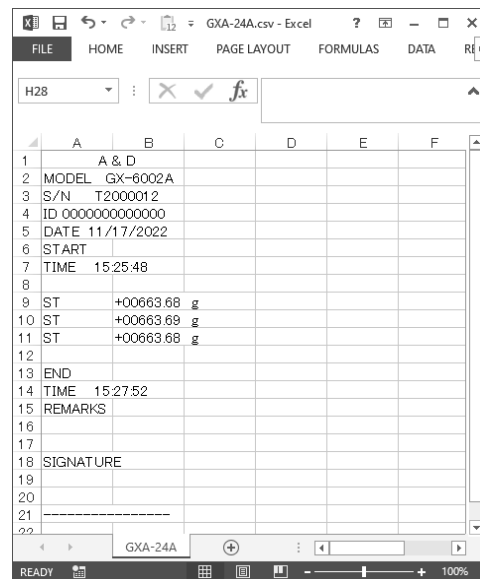 12 GXA-24A.csv - Excel ?
FILE HOME INSERT PAGE LAYOUT FORMULAS DATA
H28 fx
A B C D E F
1 A & D
2 MODEL GX-6002A
3 S/N T2000012
4 ID 0000000000000
5 DATE 11/17/2022
6 START
7 TIME 15:25:48
8
9 ST +00663.68 g
10 ST +00663.69 g
11 ST +00663.68 g
12
13 END
14 TIME 15:27:52
15 REMARKS
16
17
18 SIGNATURE
19
20
21 ----------------
22
GXA-24A
READY 100%